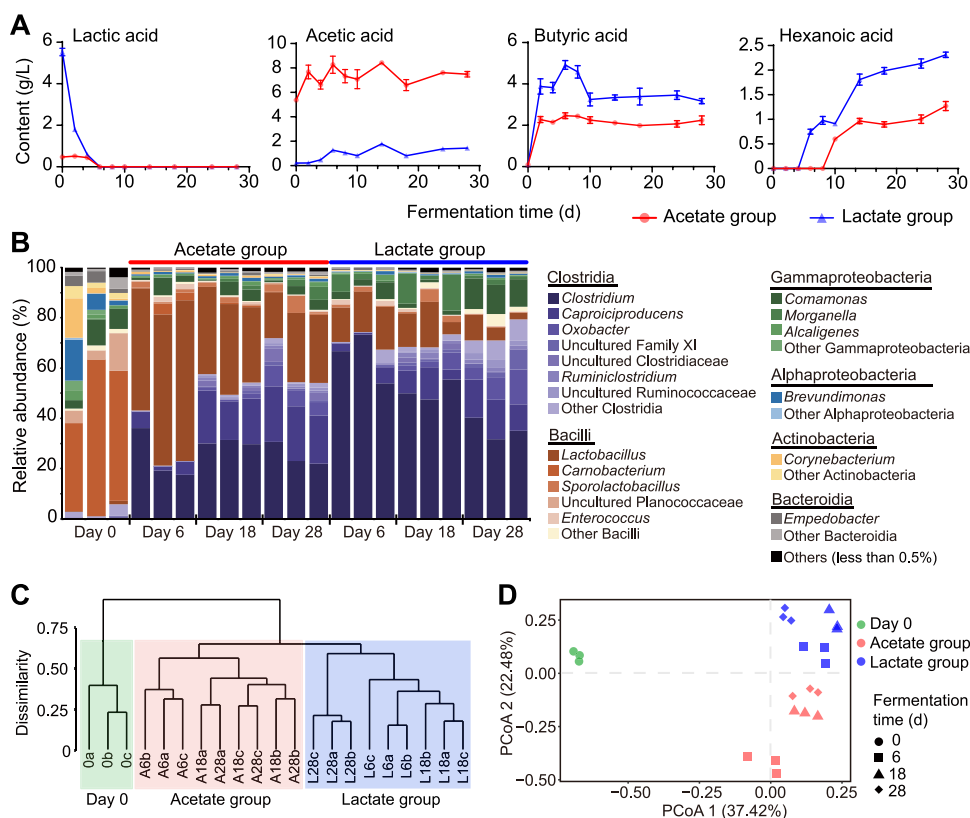 A
Lactic acid
Acetic acid
Butyric acid
Hexanoic acid
Content (g/L)
6
4
2
0
0 10 20 30
10
8
6
4
2
0
0 10 20 30
6
4
2
0
0 10 20 30
2.5
2
1.5
1
0.5
0
0 10 20 30
Fermentation time (d)
Acetate group
Lactate group
B
Acetate group
Lactate group
Relative abundance (%)
100
80
60
40
20
0
Day 0 Day 6 Day 18 Day 28 Day 6 Day 18 Day 28
Clostridia
Clostridium
Caproiciproducens
Oxobacter
Uncultured Family XI
Uncultured Clostridiaceae
Ruminiclostridium
Uncultured Ruminococcaceae
Other Clostridia
Bacilli
Lactobacillus
Carnobacterium
Sporolactobacillus
Uncultured Planococcaceae
Enterococcus
Other Bacilli
Gammaproteobacteria
Comamonas
Morganella
Alcaligenes
Other Gammaproteobacteria
Alphaproteobacteria
Brevundimonas
Other Alphaproteobacteria
Actinobacteria
Corynebacterium
Other Actinobacteria
Bacteroidia
Empedobacter
Other Bacteroidia
Others (less than 0.5%)
C
Dissimilarity
0.75
0.50
0.25
0
0a 0b 0c A6b A6a A6c A18a A28a A18c A28c A18b A28b L28c L28a L28b L6c L6a L6b L18b L18a L18c
Day 0
Acetate group
Lactate group
D
PCoA 2 (22.48%)
0.25
0.00
−0.25
−0.50
−0.50 −0.25 0.00 0.25
PCoA 1 (37.42%)
Day 0
Acetate group
Lactate group
Fermentation
time (d)
0
6
18
28